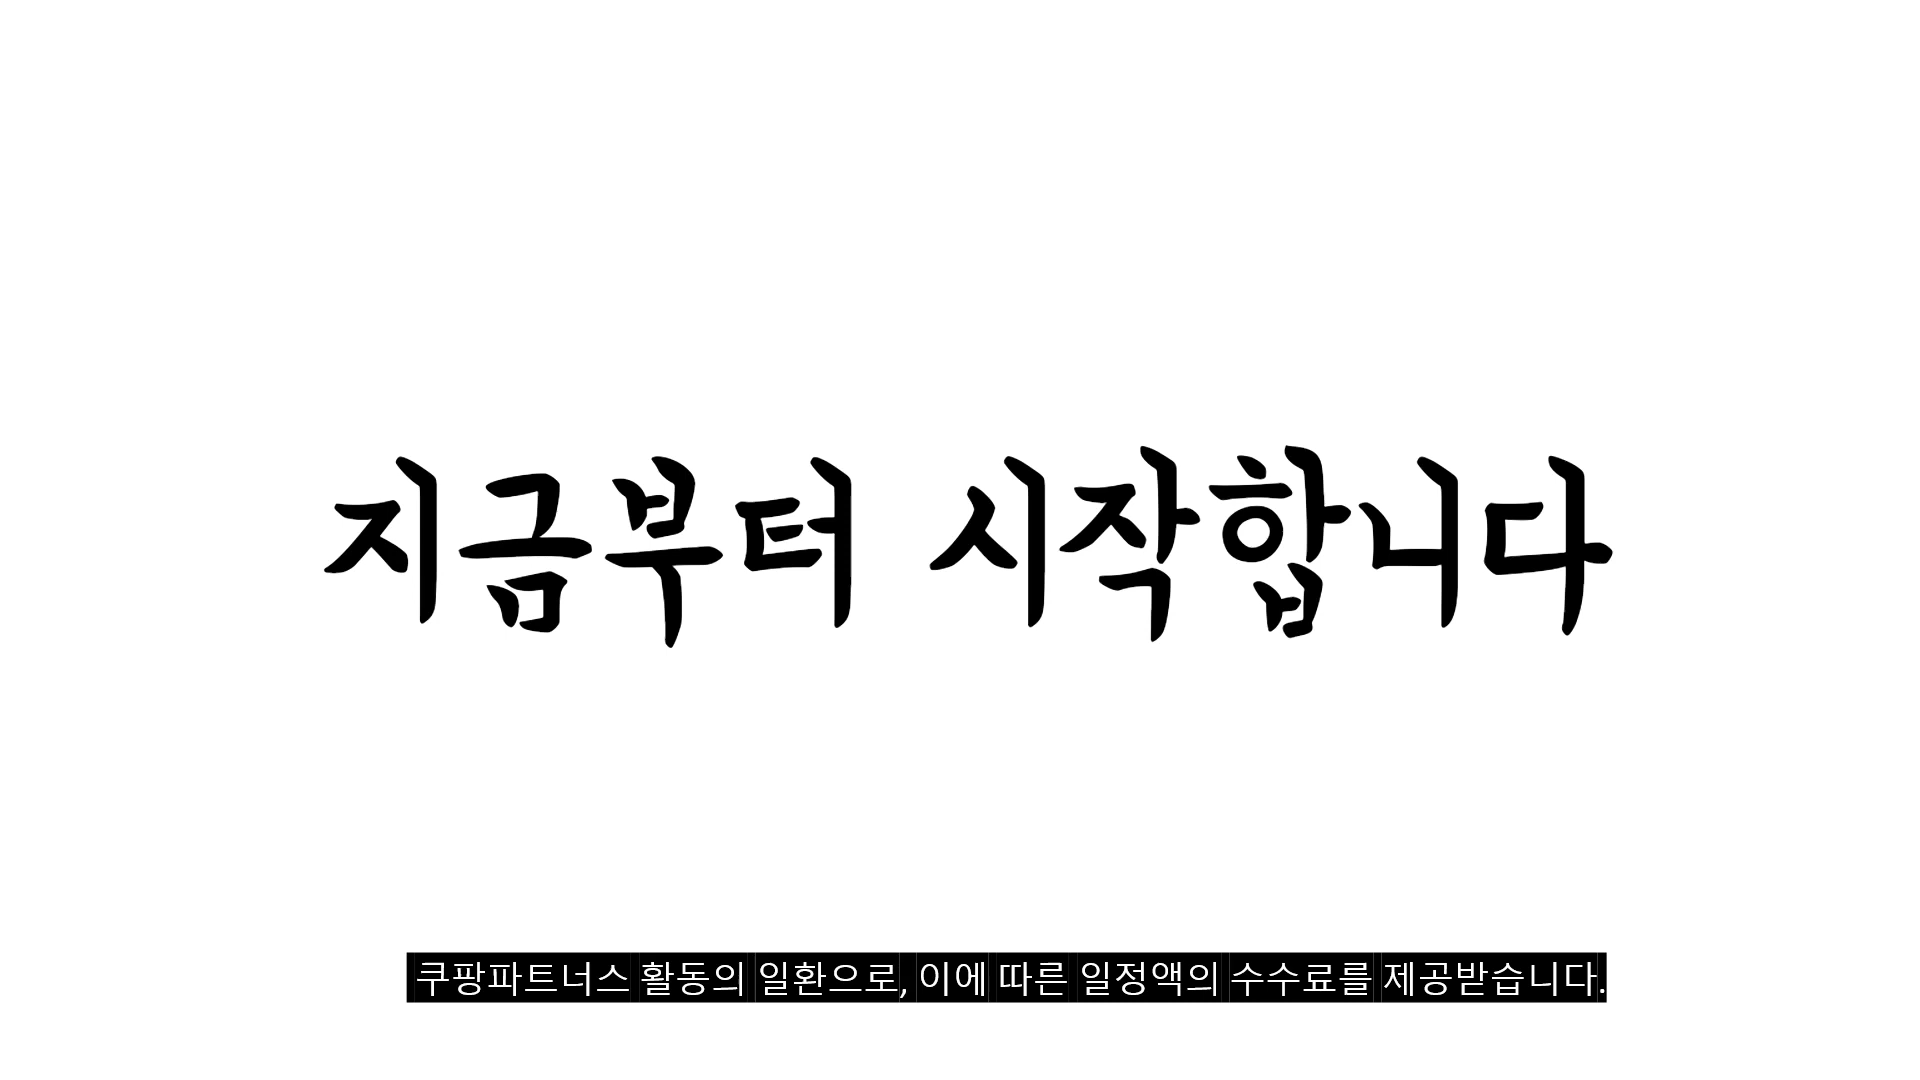 지금부터 시작합니다
쿠팡파트너스 활동의 일환으로, 이에 따른 일정액의 수수료를 제공받습니다.